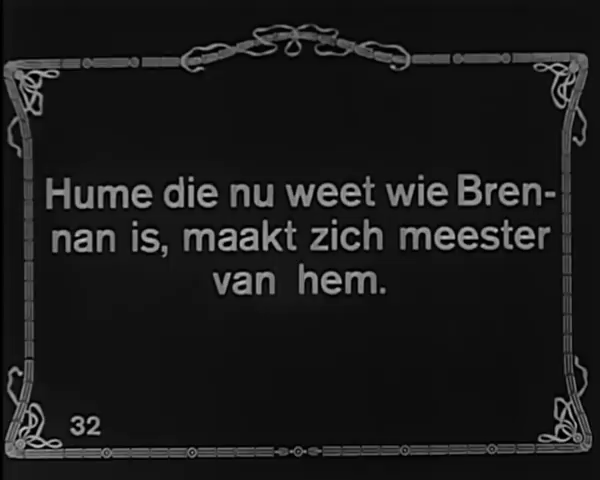 Hume die nu weet wie Bren-
nan is, maakt zich meester
van hem.
32